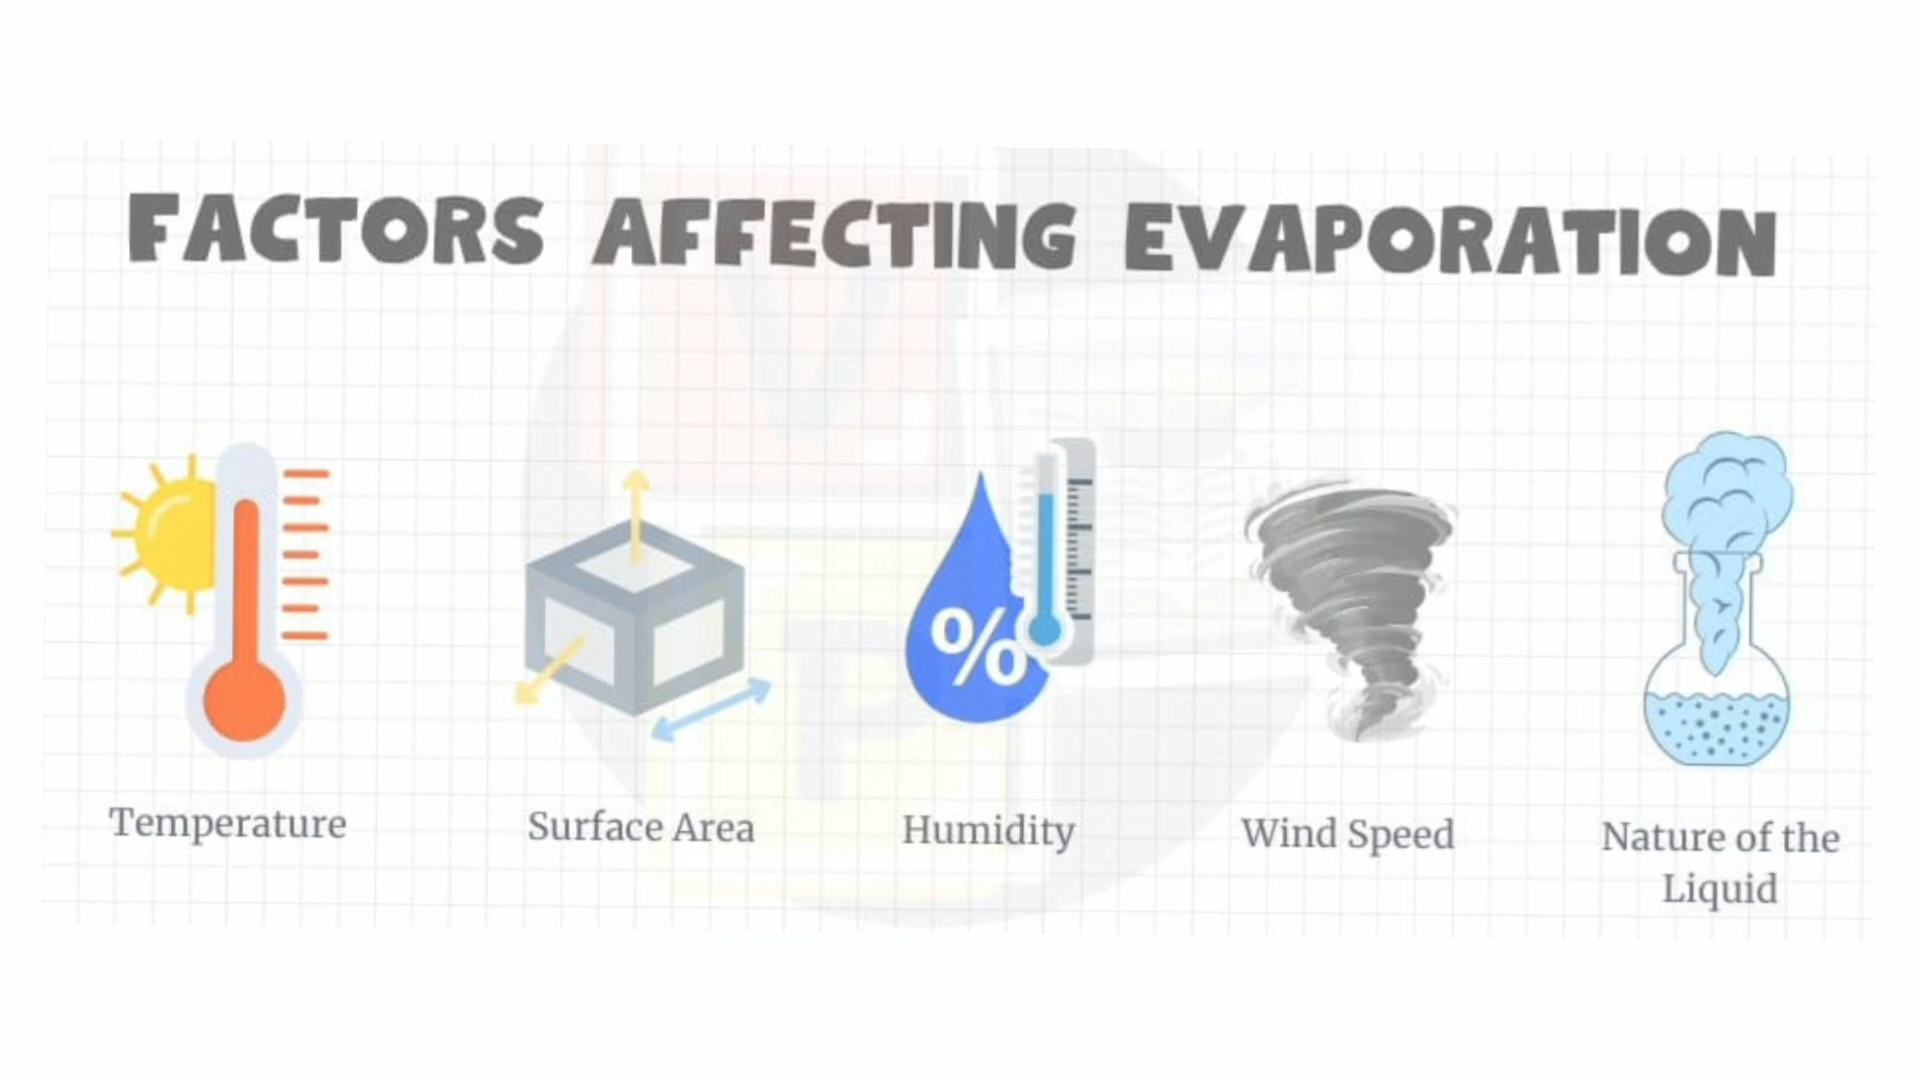 FACTORS AFFECTING EVAPORATION
%
Temperature
Surface Area
Humidity
Wind Speed
Nature of the
Liquid